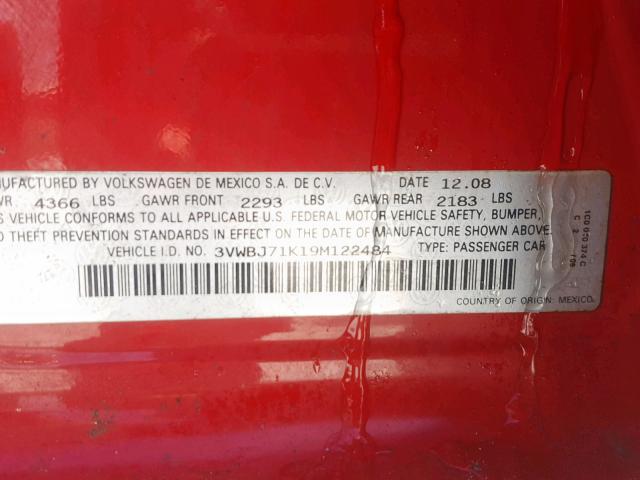 NUFACTURED BY VOLKSWAGEN DE MEXICO S.A. DE C.V. DATE 12.08
WR 4366 LBS GAWR FRONT 2293 LBS GAWR REAR 2183 LBS
S VEHICLE CONFORMS TO ALL APPLICABLE U.S. FEDERAL MOTOR VEHICLE SAFETY, BUMPER,
D THEFT PREVENTION STANDARDS IN EFFECT ON THE DATE OF MANUFACTURE SHOWN ABOVE.
VEHICLE I.D. NO. 3VWBJ71K19M122484 TYPE: PASSENGER CAR
COUNTRY OF ORIGIN: MEXICO